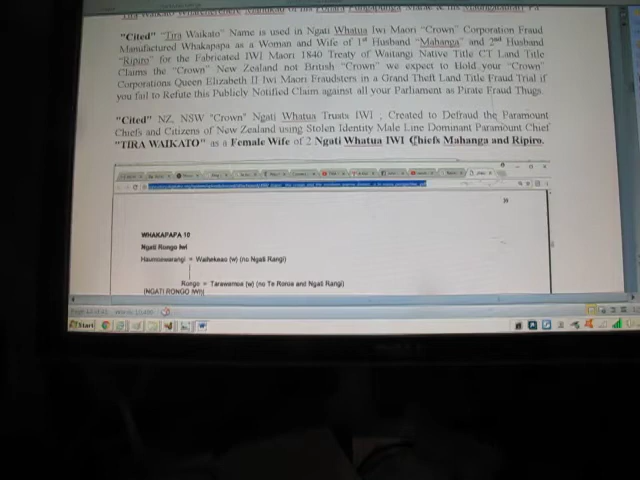 "Cited" "Tira Waikato" Name is used in Ngati Whatua Iwi Maori "Crown" Corporation Fraud
Manufactured Whakapapa as a Woman and Wife of 1st Husband "Mahanga" and 2nd Husband
"Ripiro" for the Fabricated IWI Maori 1840 Treaty of Waitangi Native Title CT Land Title
Claims the "Crown" New Zealand not British "Crown" we expect to Hold your "Crown"
Corporations Queen Elizabeth II Iwi Maori Fraudsters in a Grand Theft Land Title Fraud Trial if
you fail to Refute this Publicly Notified Claim against all your Parliament as Pirate Fraud Thugs.
"Cited" NZ, NSW "Crown" Ngati Whatua Trusts IWI ; Created to Defraud the Paramount
Chiefs and Citizens of New Zealand using Stolen Identity Male Line Dominant Paramount Chief
"TIRA WAIKATO" as a Female Wife of 2 Ngati Whatua IWI Chiefs Mahanga and Ripiro.
WHAKAPAPA 10
Ngati Rongo Iwi
= Waihekeao (w) (no Ngati Rangi)
Rongo = Tarawamoa (w) (no Te Roroa and Ngati Rangi)
(NGATI RONGO IWI)
Start